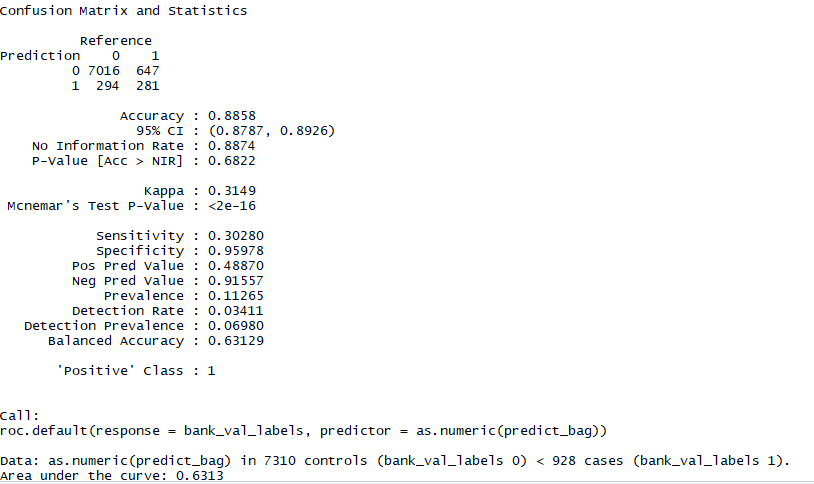 Confusion Matrix and Statistics
Reference
Prediction 0 1
0 7016 647
1 294 281
Accuracy : 0.8858
95% CI : (0.8787, 0.8926)
No Information Rate : 0.8874
P-Value [Acc > NIR] : 0.6822
Kappa : 0.3149
Mcnemar's Test P-Value : <2e-16
Sensitivity : 0.30280
Specificity : 0.95978
Pos Pred Value : 0.48870
Neg Pred Value : 0.91557
Prevalence : 0.11265
Detection Rate : 0.03411
Detection Prevalence : 0.06980
Balanced Accuracy : 0.63129
'Positive' Class : 1
Call:
roc.default(response = bank_val_labels, predictor = as.numeric(predict_bag))
Data: as.numeric(predict_bag) in 7310 controls (bank_val_labels 0) < 928 cases (bank_val_labels 1).
Area under the curve: 0.6313